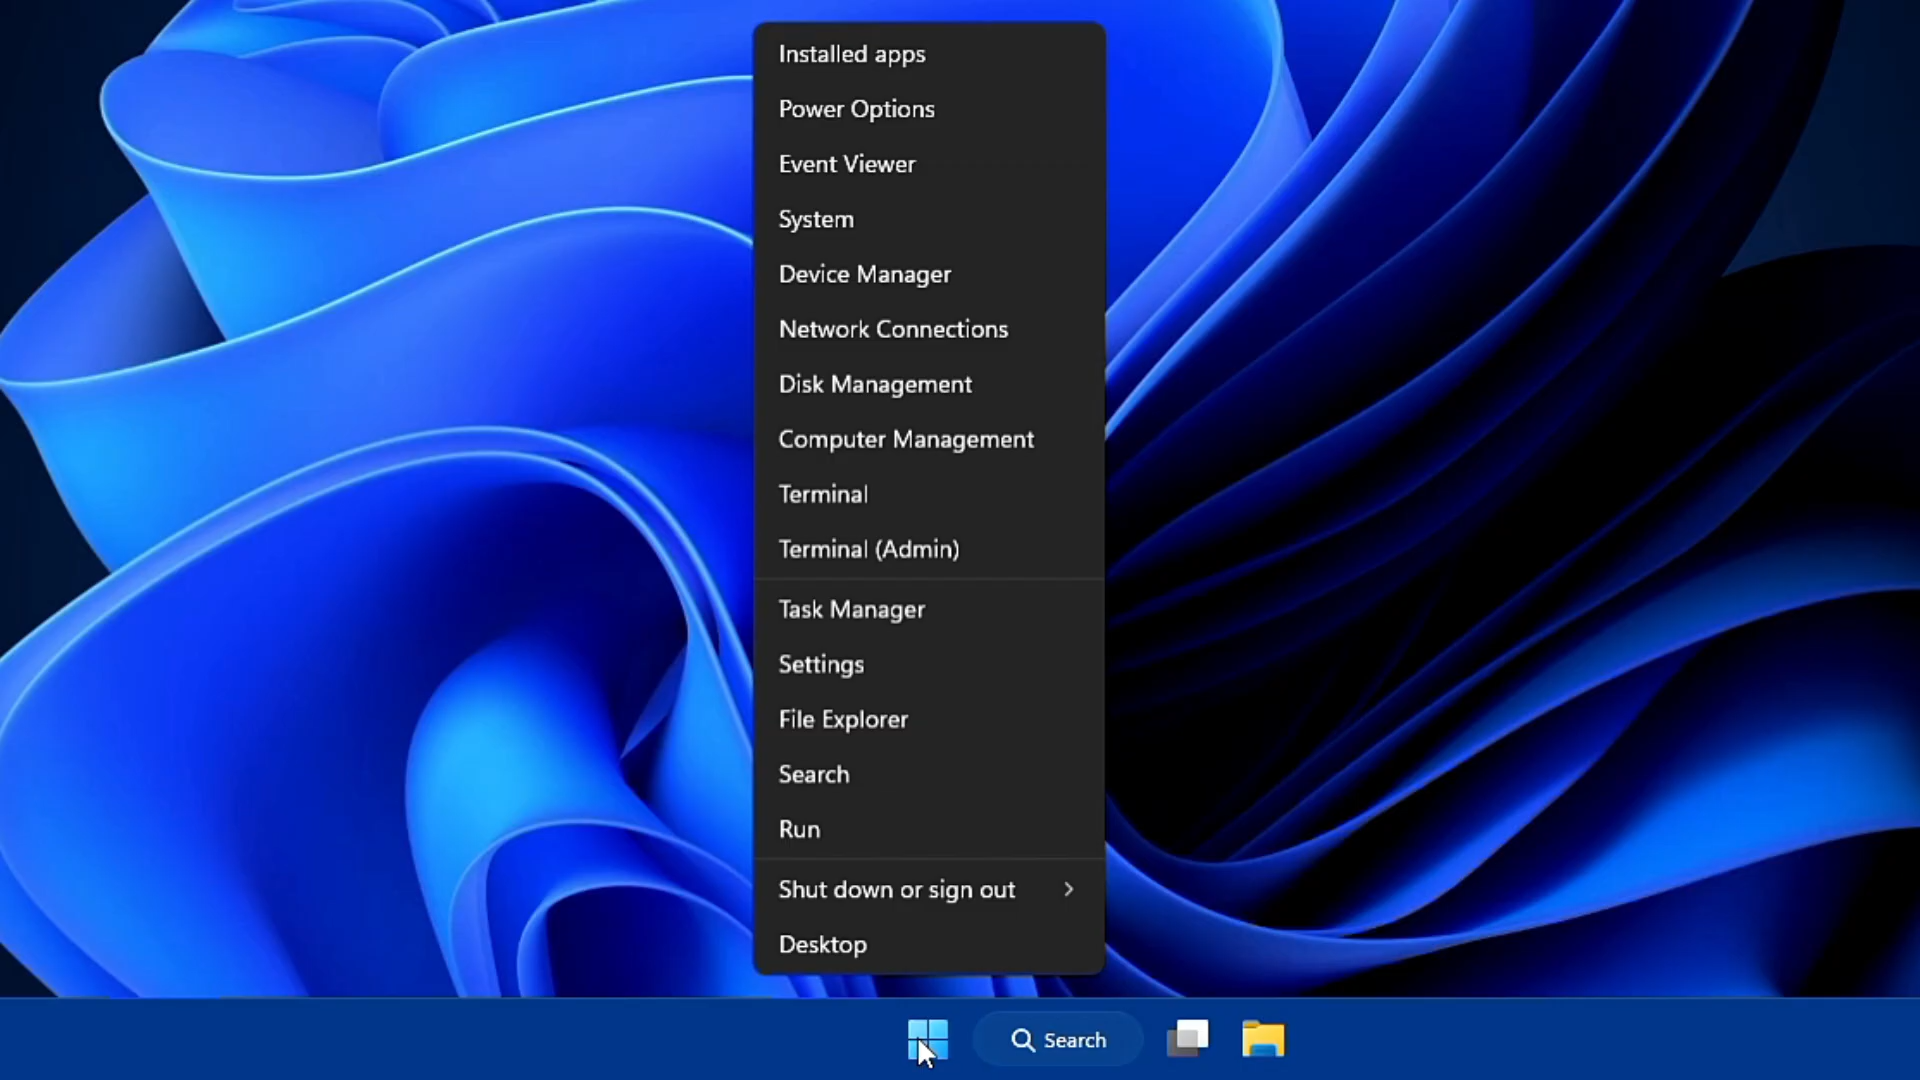 Installed apps
Power Options
Event Viewer
System
Device Manager
Network Connections
Disk Management
Computer Management
Terminal
Terminal (Admin)
Task Manager
Settings
File Explorer
Search
Run
Shut down or sign out
Desktop
Search